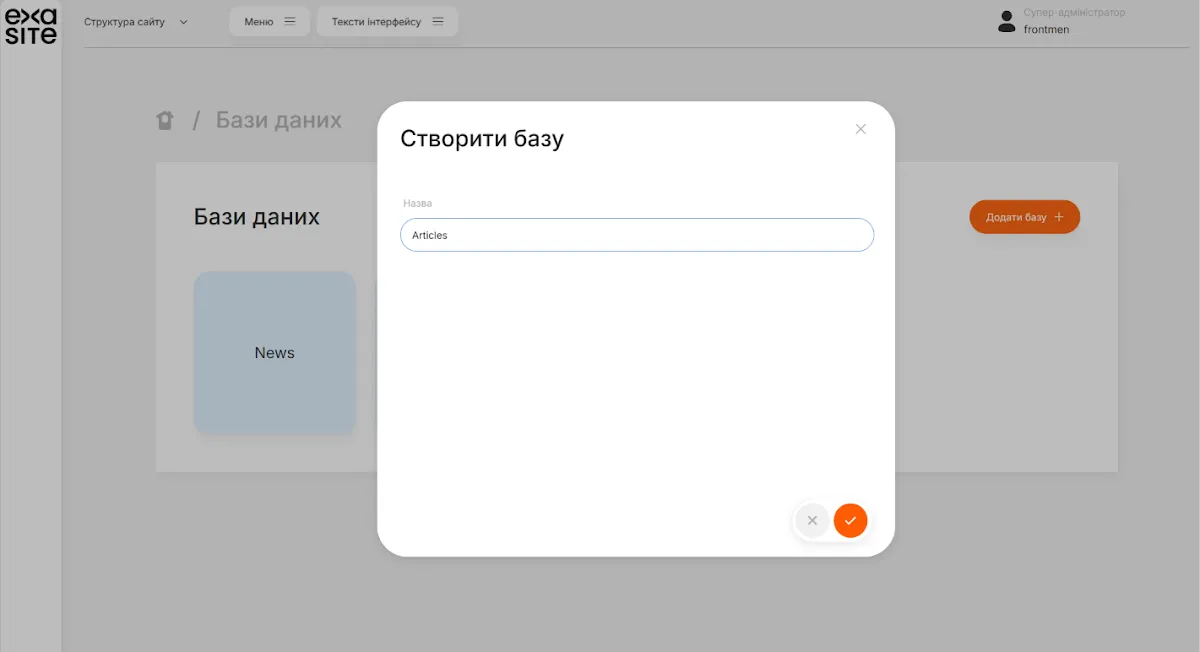 exa
site
Структура сайту
Меню
Тексти інтерфейсу
Супер-адміністратор
frontmen
/ Бази даних
Створити базу
Назва
Articles
Бази даних
Додати базу
News